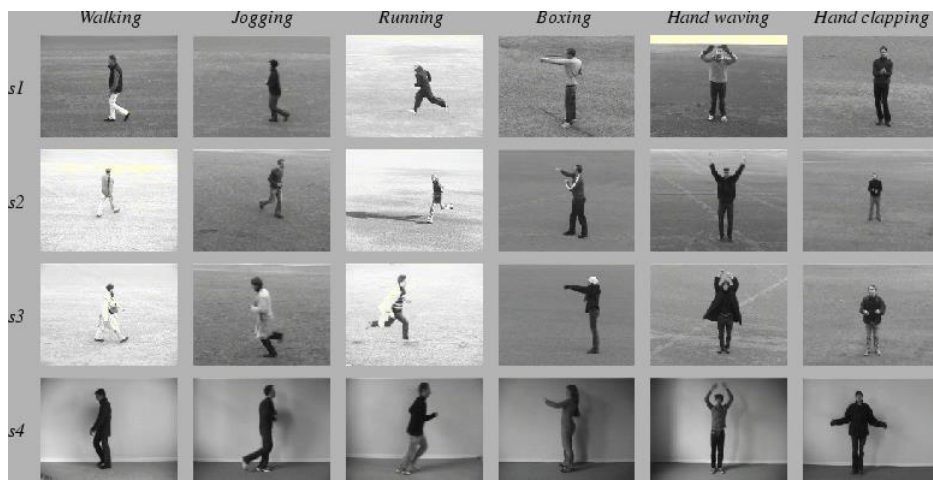 Walking Jogging Running Boxing Hand waving Hand clapping
s1
s2
s3
s4